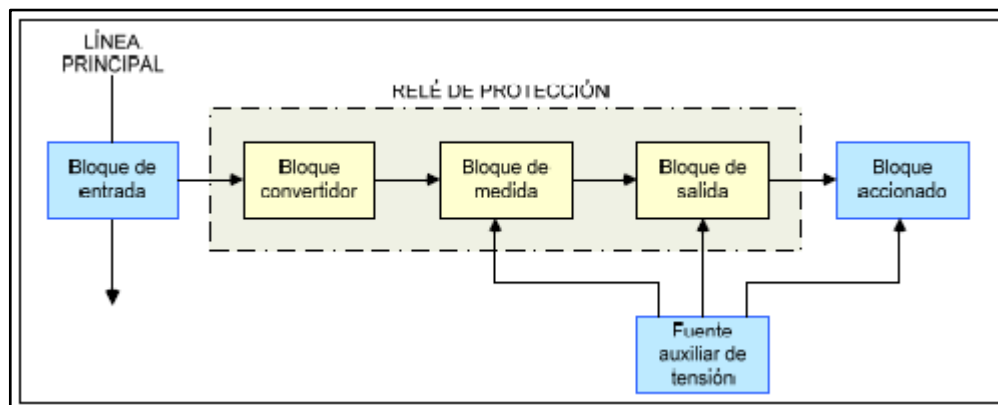 LÍNEA
PRINCIPAL
RELÉ DE PROTECCIÓN
Bloque de
entrada
Bloque
convertidor
Bloque de
medida
Bloque de
salida
Bloque
accionado
Fuente
auxiliar de
tensión